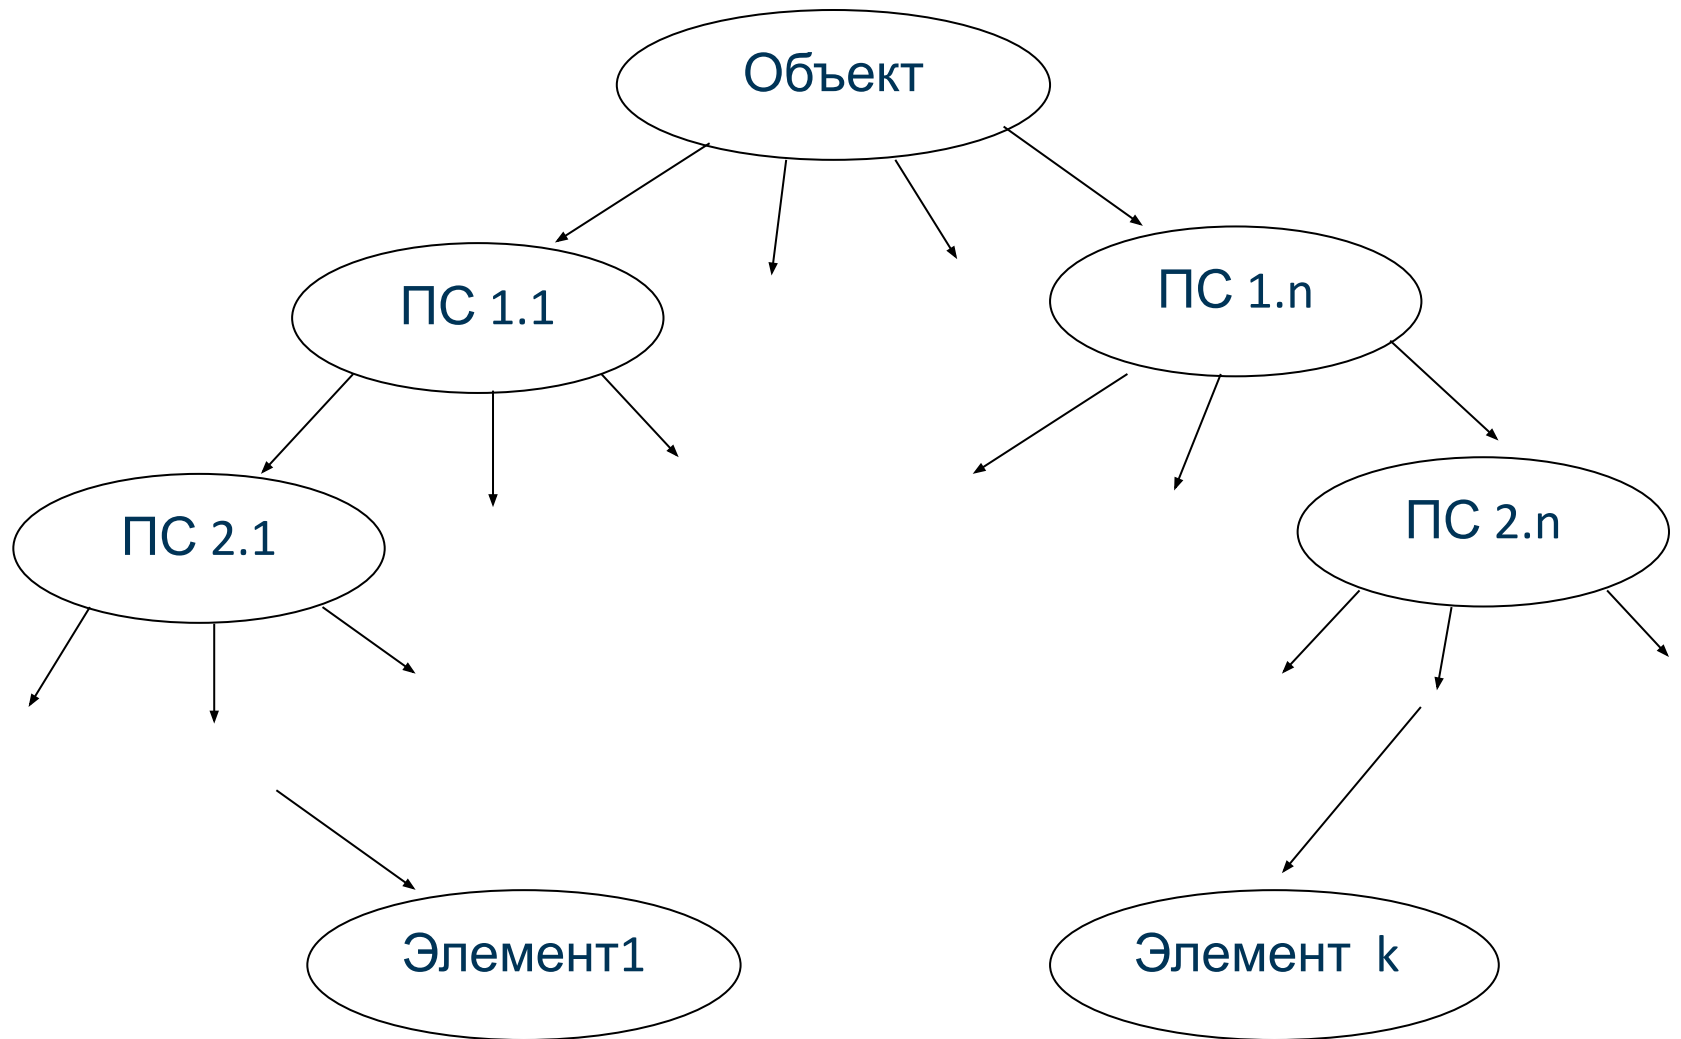 Объект
ПС 1.1
ПС 1.n
ПС 2.1
ПС 2.n
Элемент1
Элемент k